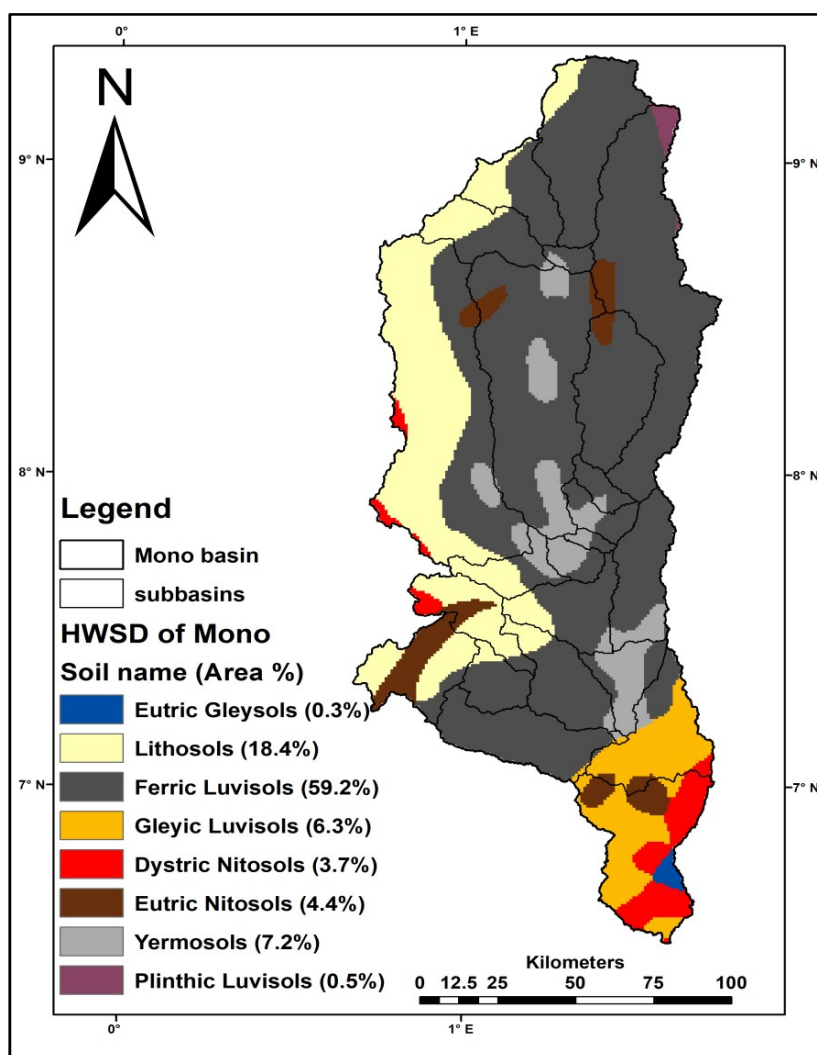 0°
1° E
N
9° N
9° N
8° N
8° N
Legend
Mono basin
subbasins
HWSD of Mono
Soil name (Area %)
Eutric Gleysols (0.3%)
Lithosols (18.4%)
Ferric Luvisols (59.2%)
7° N
7° N
Gleyic Luvisols (6.3%)
Dystric Nitosols (3.7%)
Eutric Nitosols (4.4%)
Yermosols (7.2%)
Plinthic Luvisols (0.5%)
Kilometers
0 12.5 25 50 75 100
0°
1° E